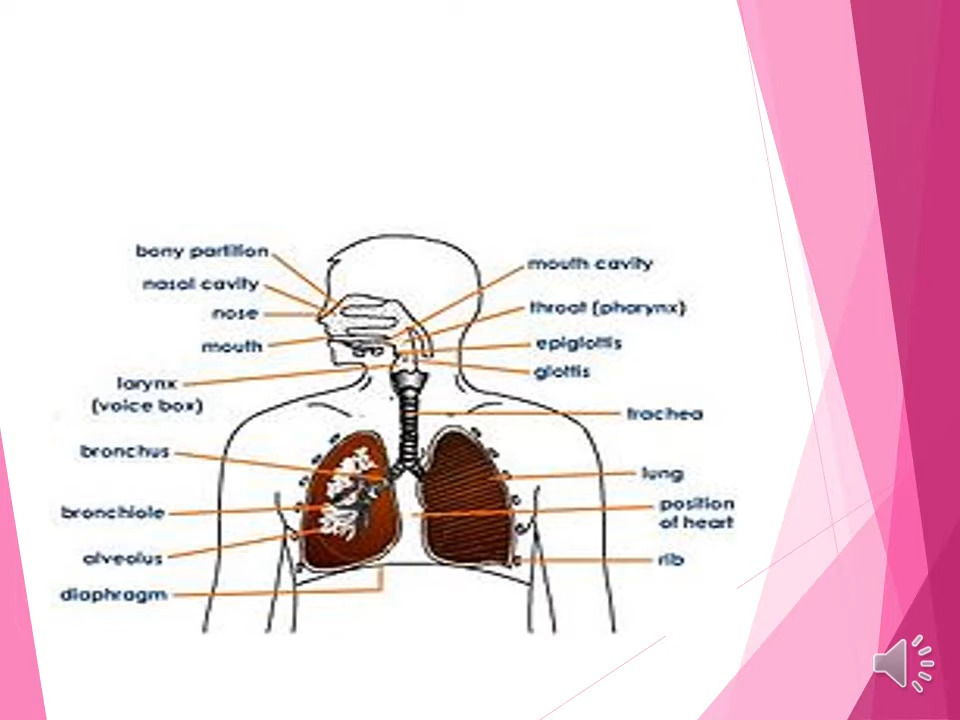 bony partition
nasal cavity
nose
mouth
larynx
(voice box)
bronchus
bronchiole
alveolus
diaphragm
mouth cavity
throat (pharynx)
epiglottis
glottis
trachea
lung
position
of heart
rib